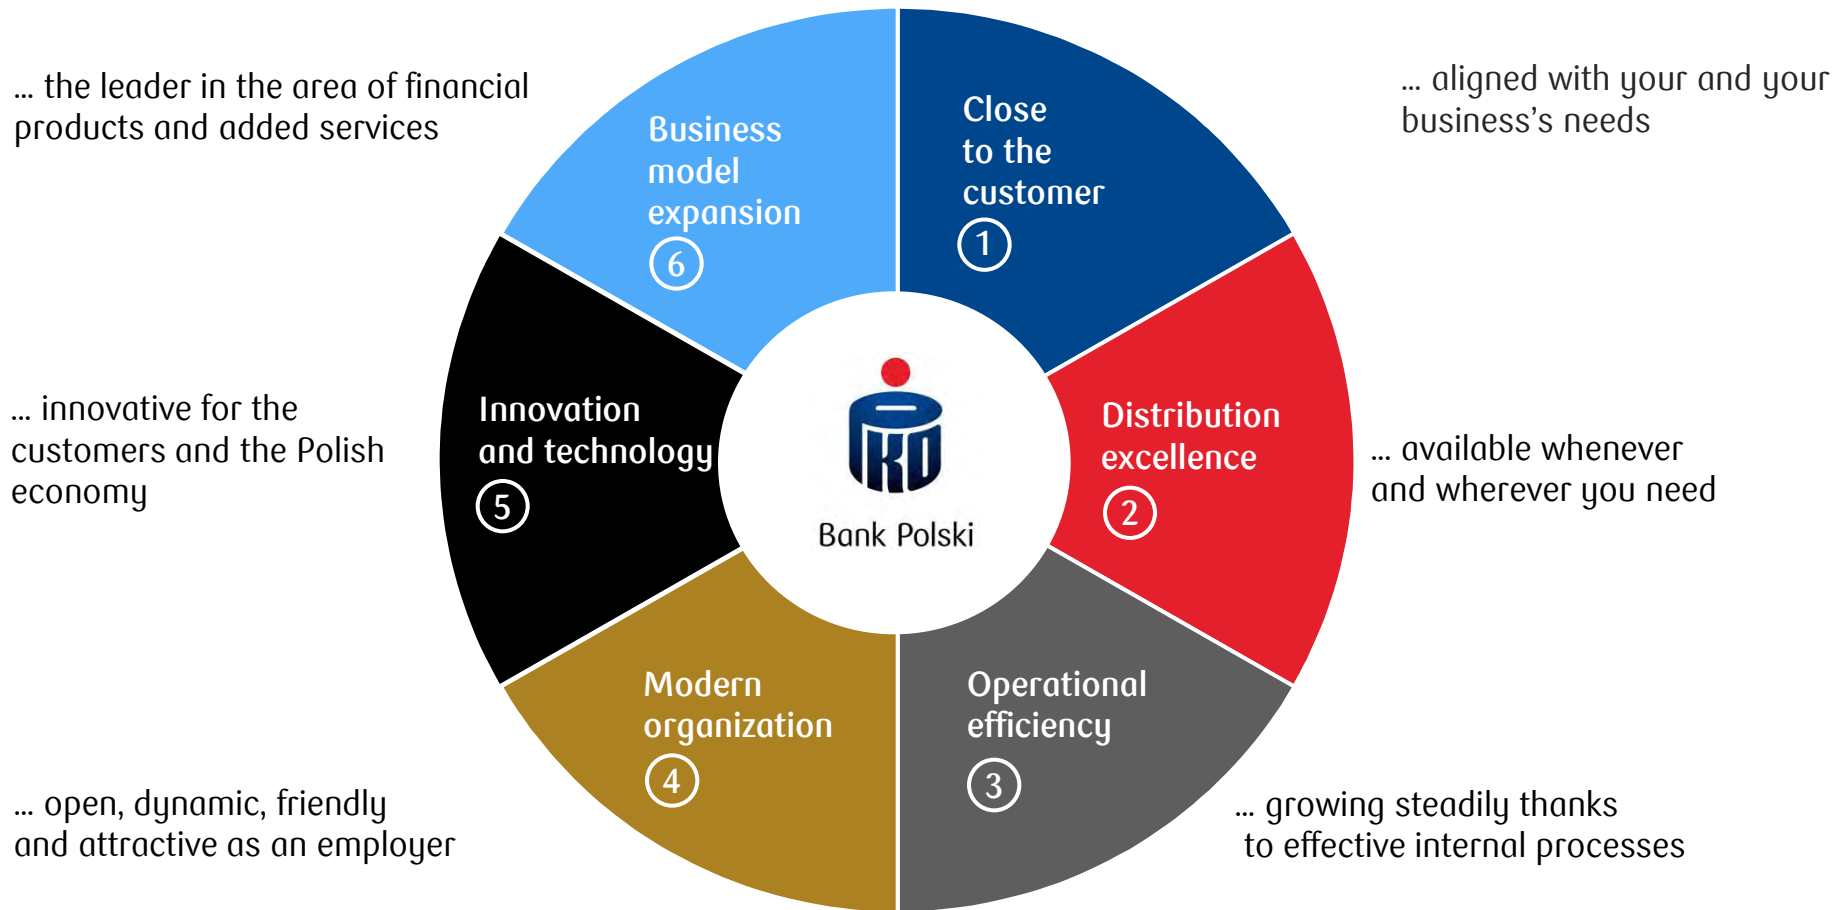 ... the leader in the area of financial
products and added services
Business
model
expansion
6
Close
to the
customer
1
... aligned with your and your
business's needs
... innovative for the
customers and the Polish
economy
Innovation
and technology
5
PKO
Bank Polski
Distribution
excellence
2
... available whenever
and wherever you need
... open, dynamic, friendly
and attractive as an employer
Modern
organization
4
Operational
efficiency
3
... growing steadily thanks
to effective internal processes